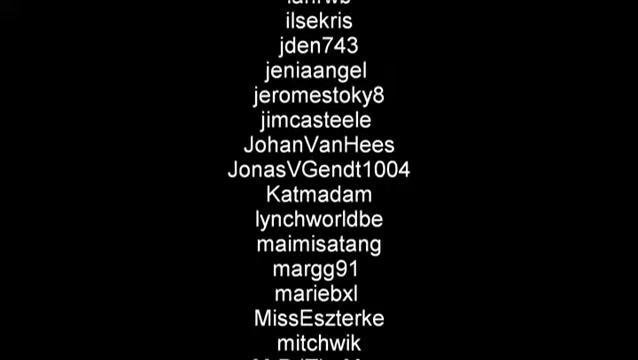 ilsekris
jden743
jeniaangel
jeromestoky8
jimcasteele
JohanVanHees
JonasVGendt1004
Katmadam
lynchworldbe
maimisatang
margg91
mariebxl
MissEszterke
mitchwik